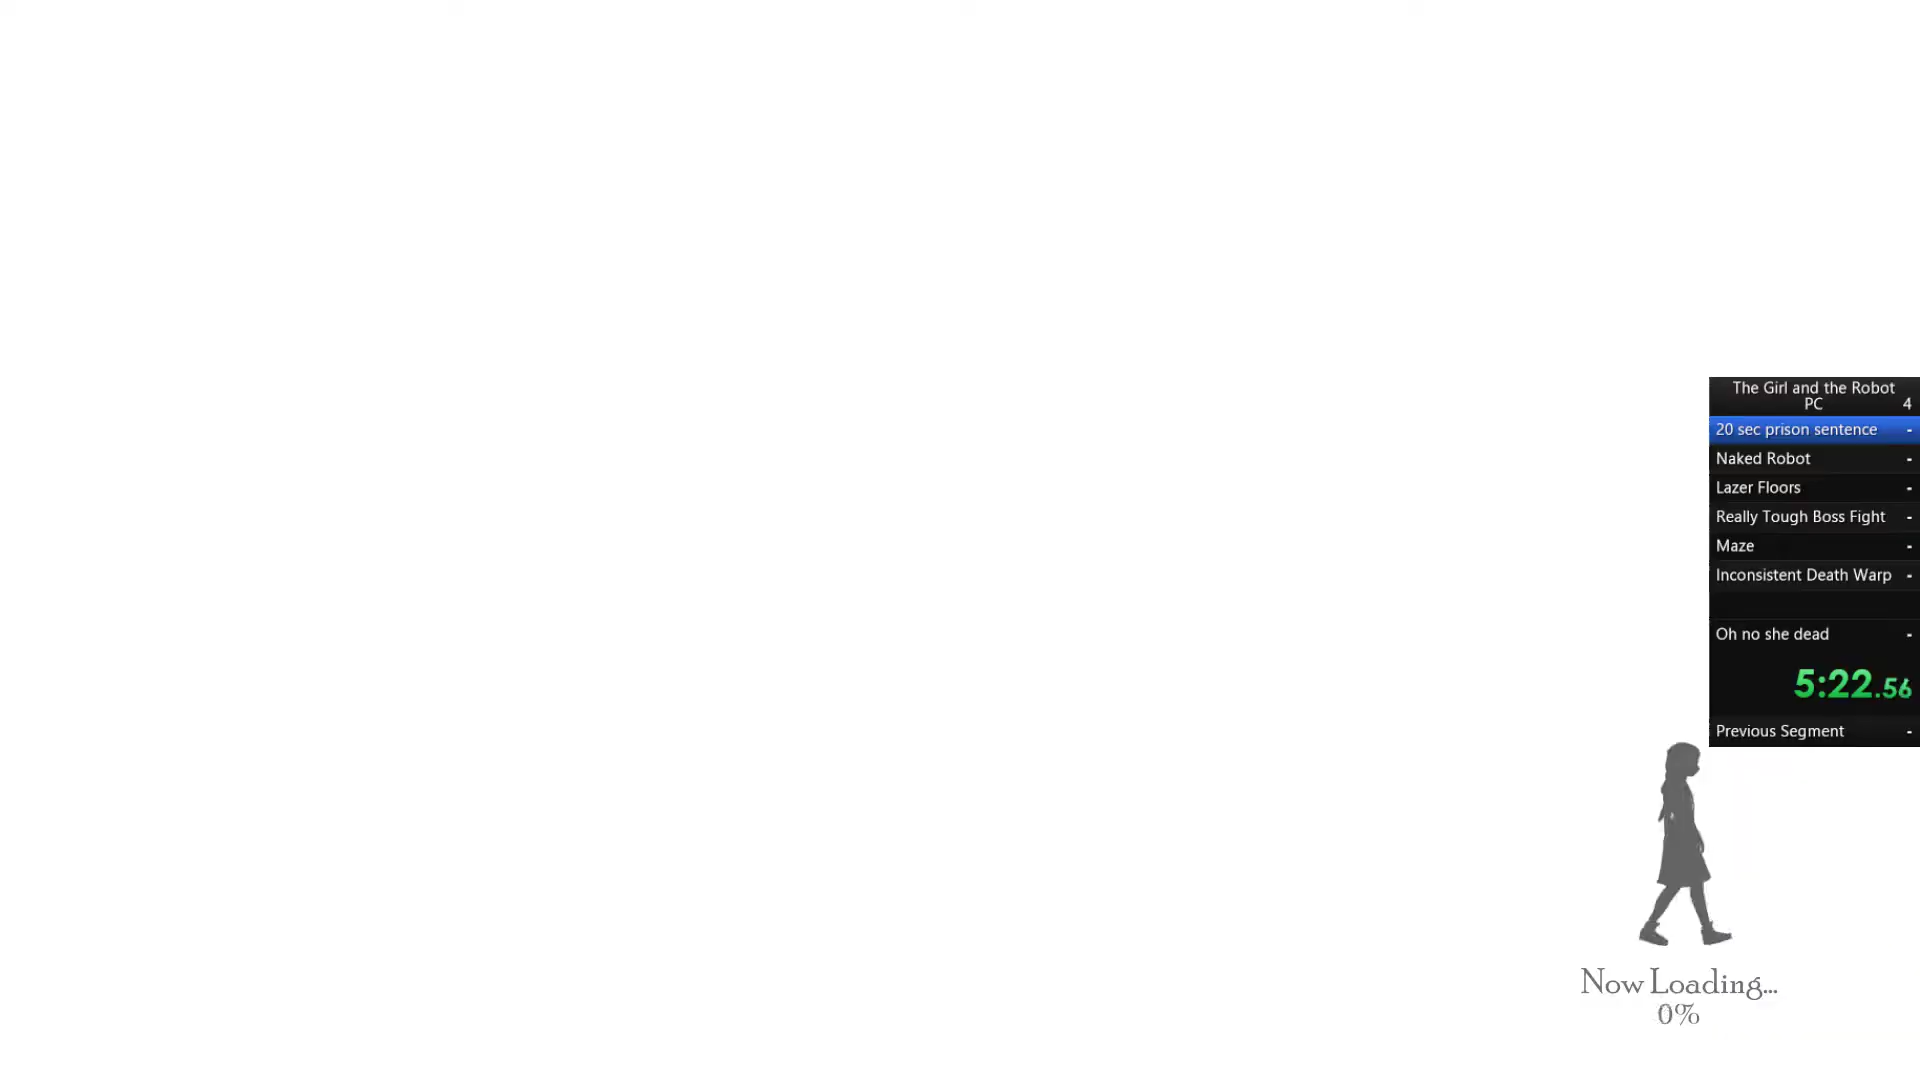 The Girl and the Robot
PC 4
20 sec prison sentence -
Naked Robot -
Lazer Floors -
Really Tough Boss Fight -
Maze -
Inconsistent Death Warp -
Oh no she dead -
5:22.56
Previous Segment -
Now Loading...
0%